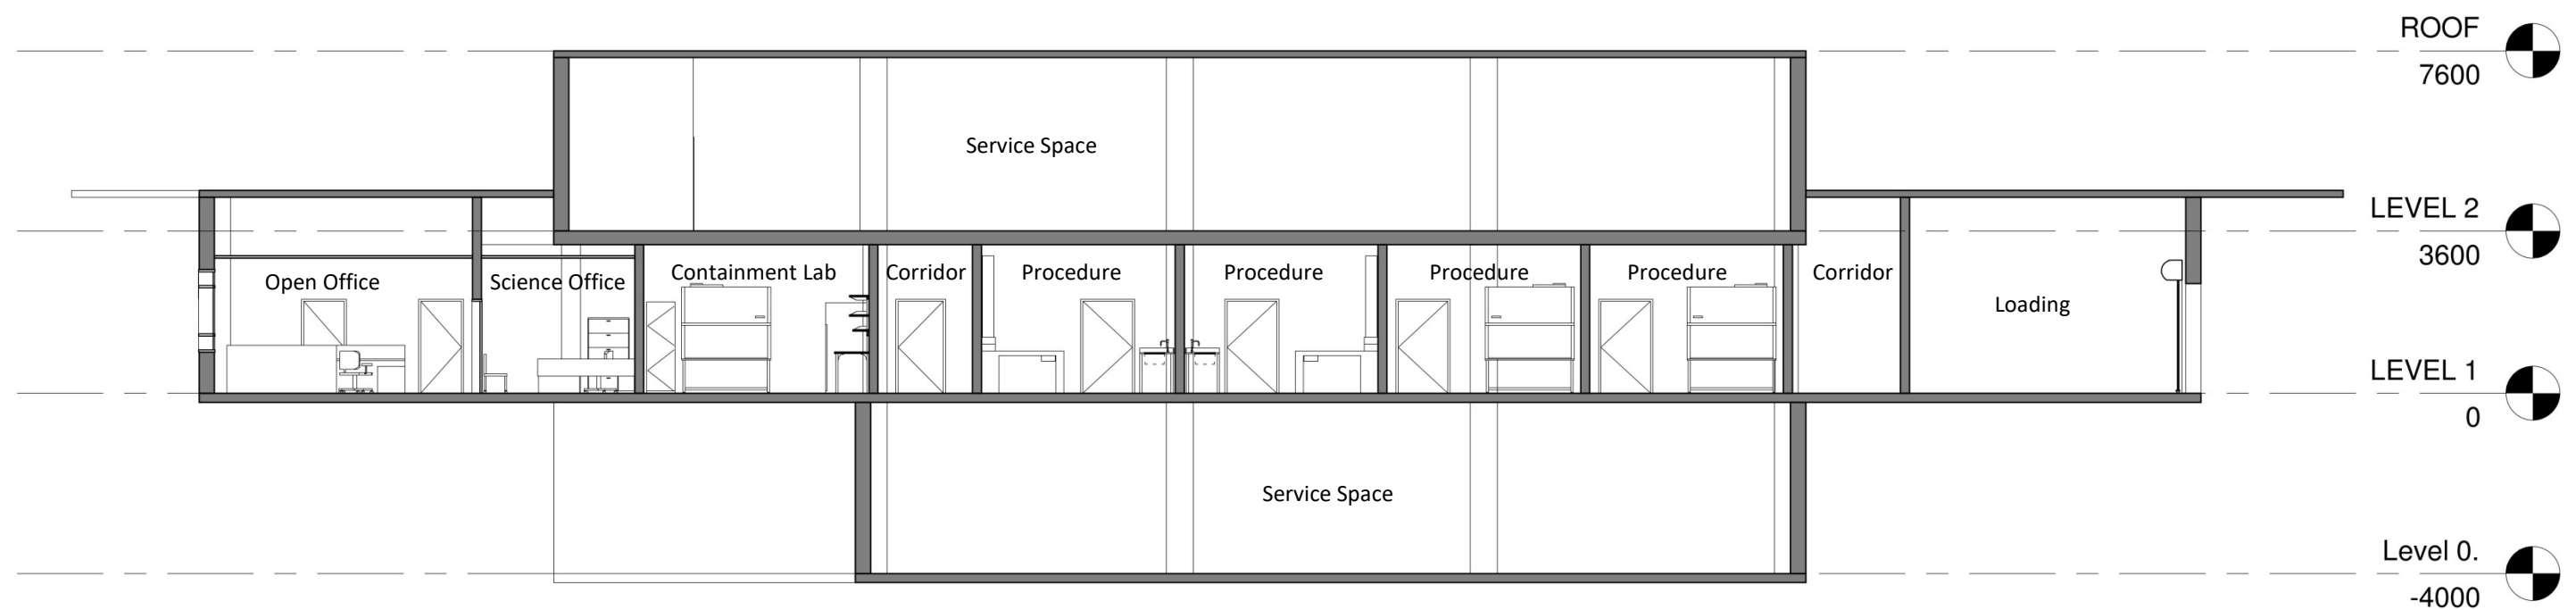 ROOF
7600
Service Space
LEVEL 2
3600
Open Office
Science Office
Containment Lab
Corridor
Procedure
Procedure
Procedure
Procedure
Corridor
Loading
LEVEL 1
0
Service Space
Level 0.
-4000